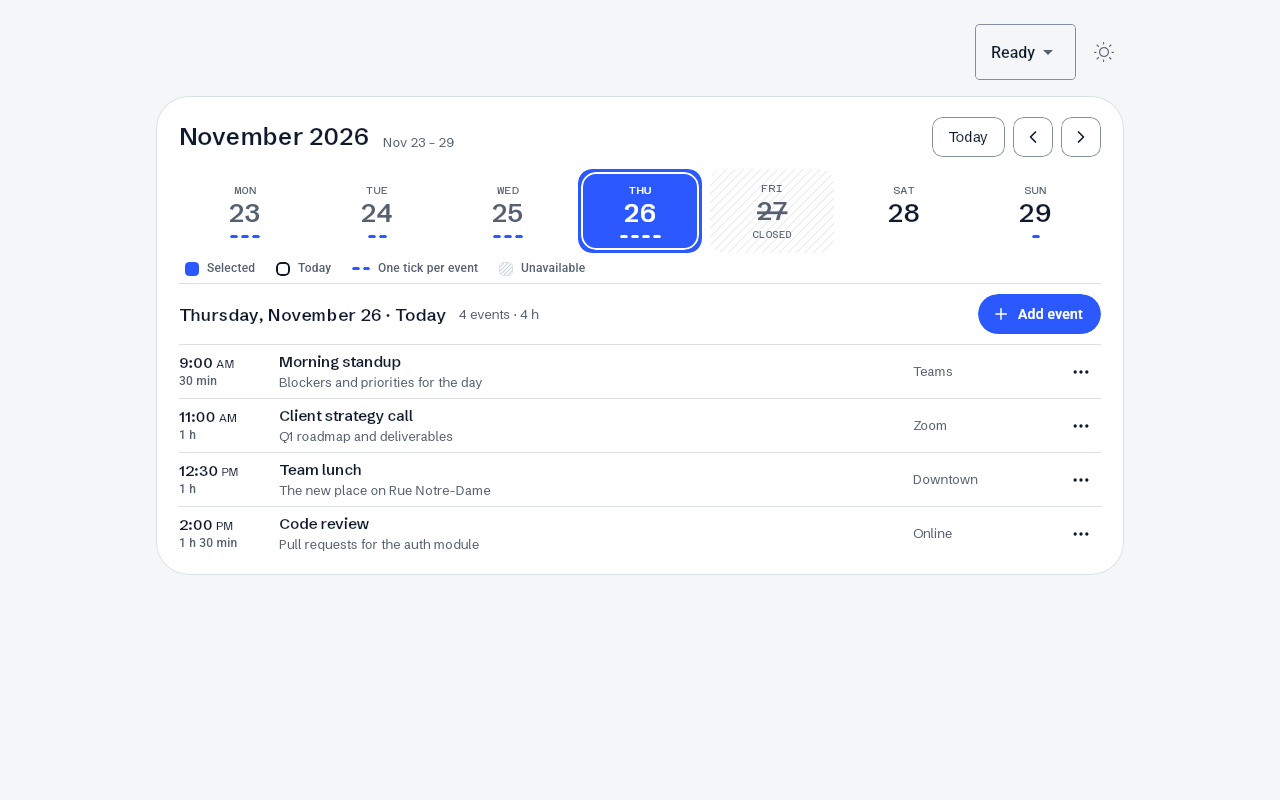 Ready
November 2026 Nov 23 – 29
Today
MON TUE WED THU FRI SAT SUN
23 24 25 26 27 28 29
CLOSED
Selected Today One tick per event Unavailable
Thursday, November 26 · Today 4 events · 4 h
Add event
9:00 AM Morning standup Teams
30 min Blockers and priorities for the day
11:00 AM Client strategy call Zoom
1 h Q1 roadmap and deliverables
12:30 PM Team lunch Downtown
1 h The new place on Rue Notre-Dame
2:00 PM Code review Online
1 h 30 min Pull requests for the auth module